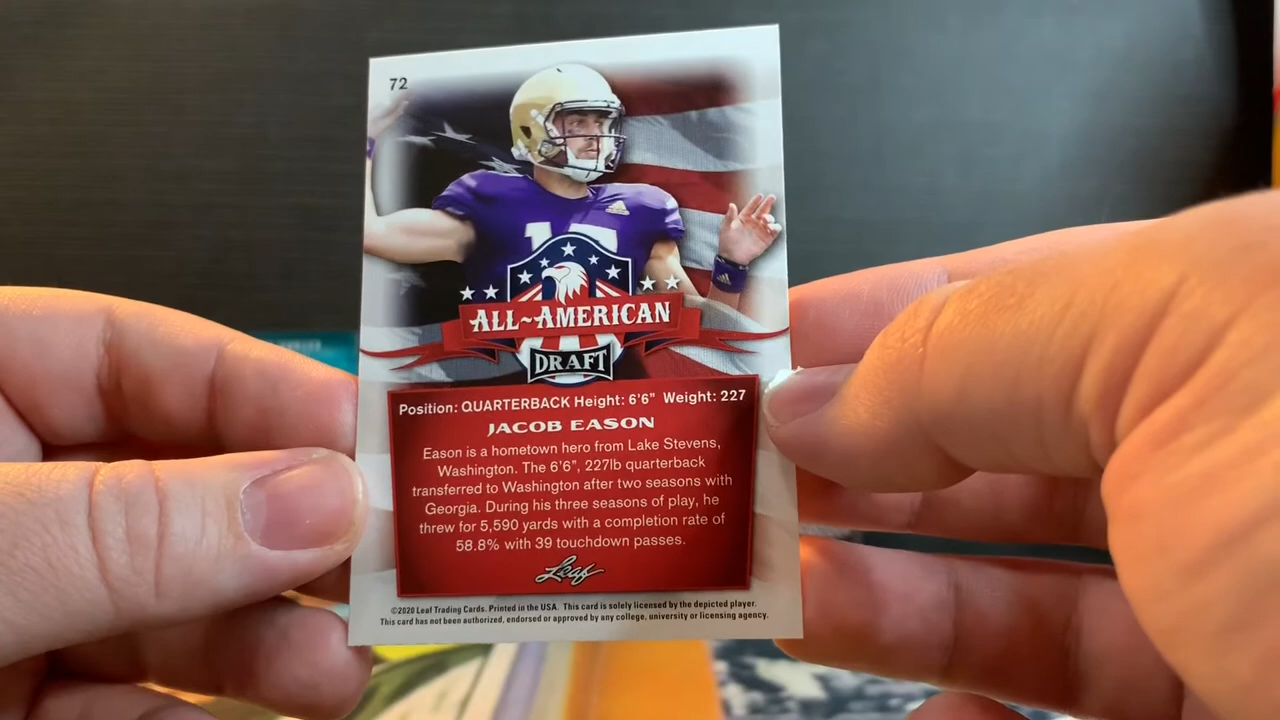 72
ALL~AMERICAN
DRAFT
Position: QUARTERBACK Height: 6'6" Weight: 227
JACOB EASON
Eason is a hometown hero from Lake Stevens,
Washington. The 6'6", 227lb quarterback
transferred to Washington after two seasons with
Georgia. During his three seasons of play, he
threw for 5,590 yards with a completion rate of
58.8% with 39 touchdown passes.
Leaf
©2020 Leaf Trading Cards. Printed in the USA. This card is solely licensed by the depicted player.
This card has not been authorized, endorsed or approved by any college, university or licensing agency.